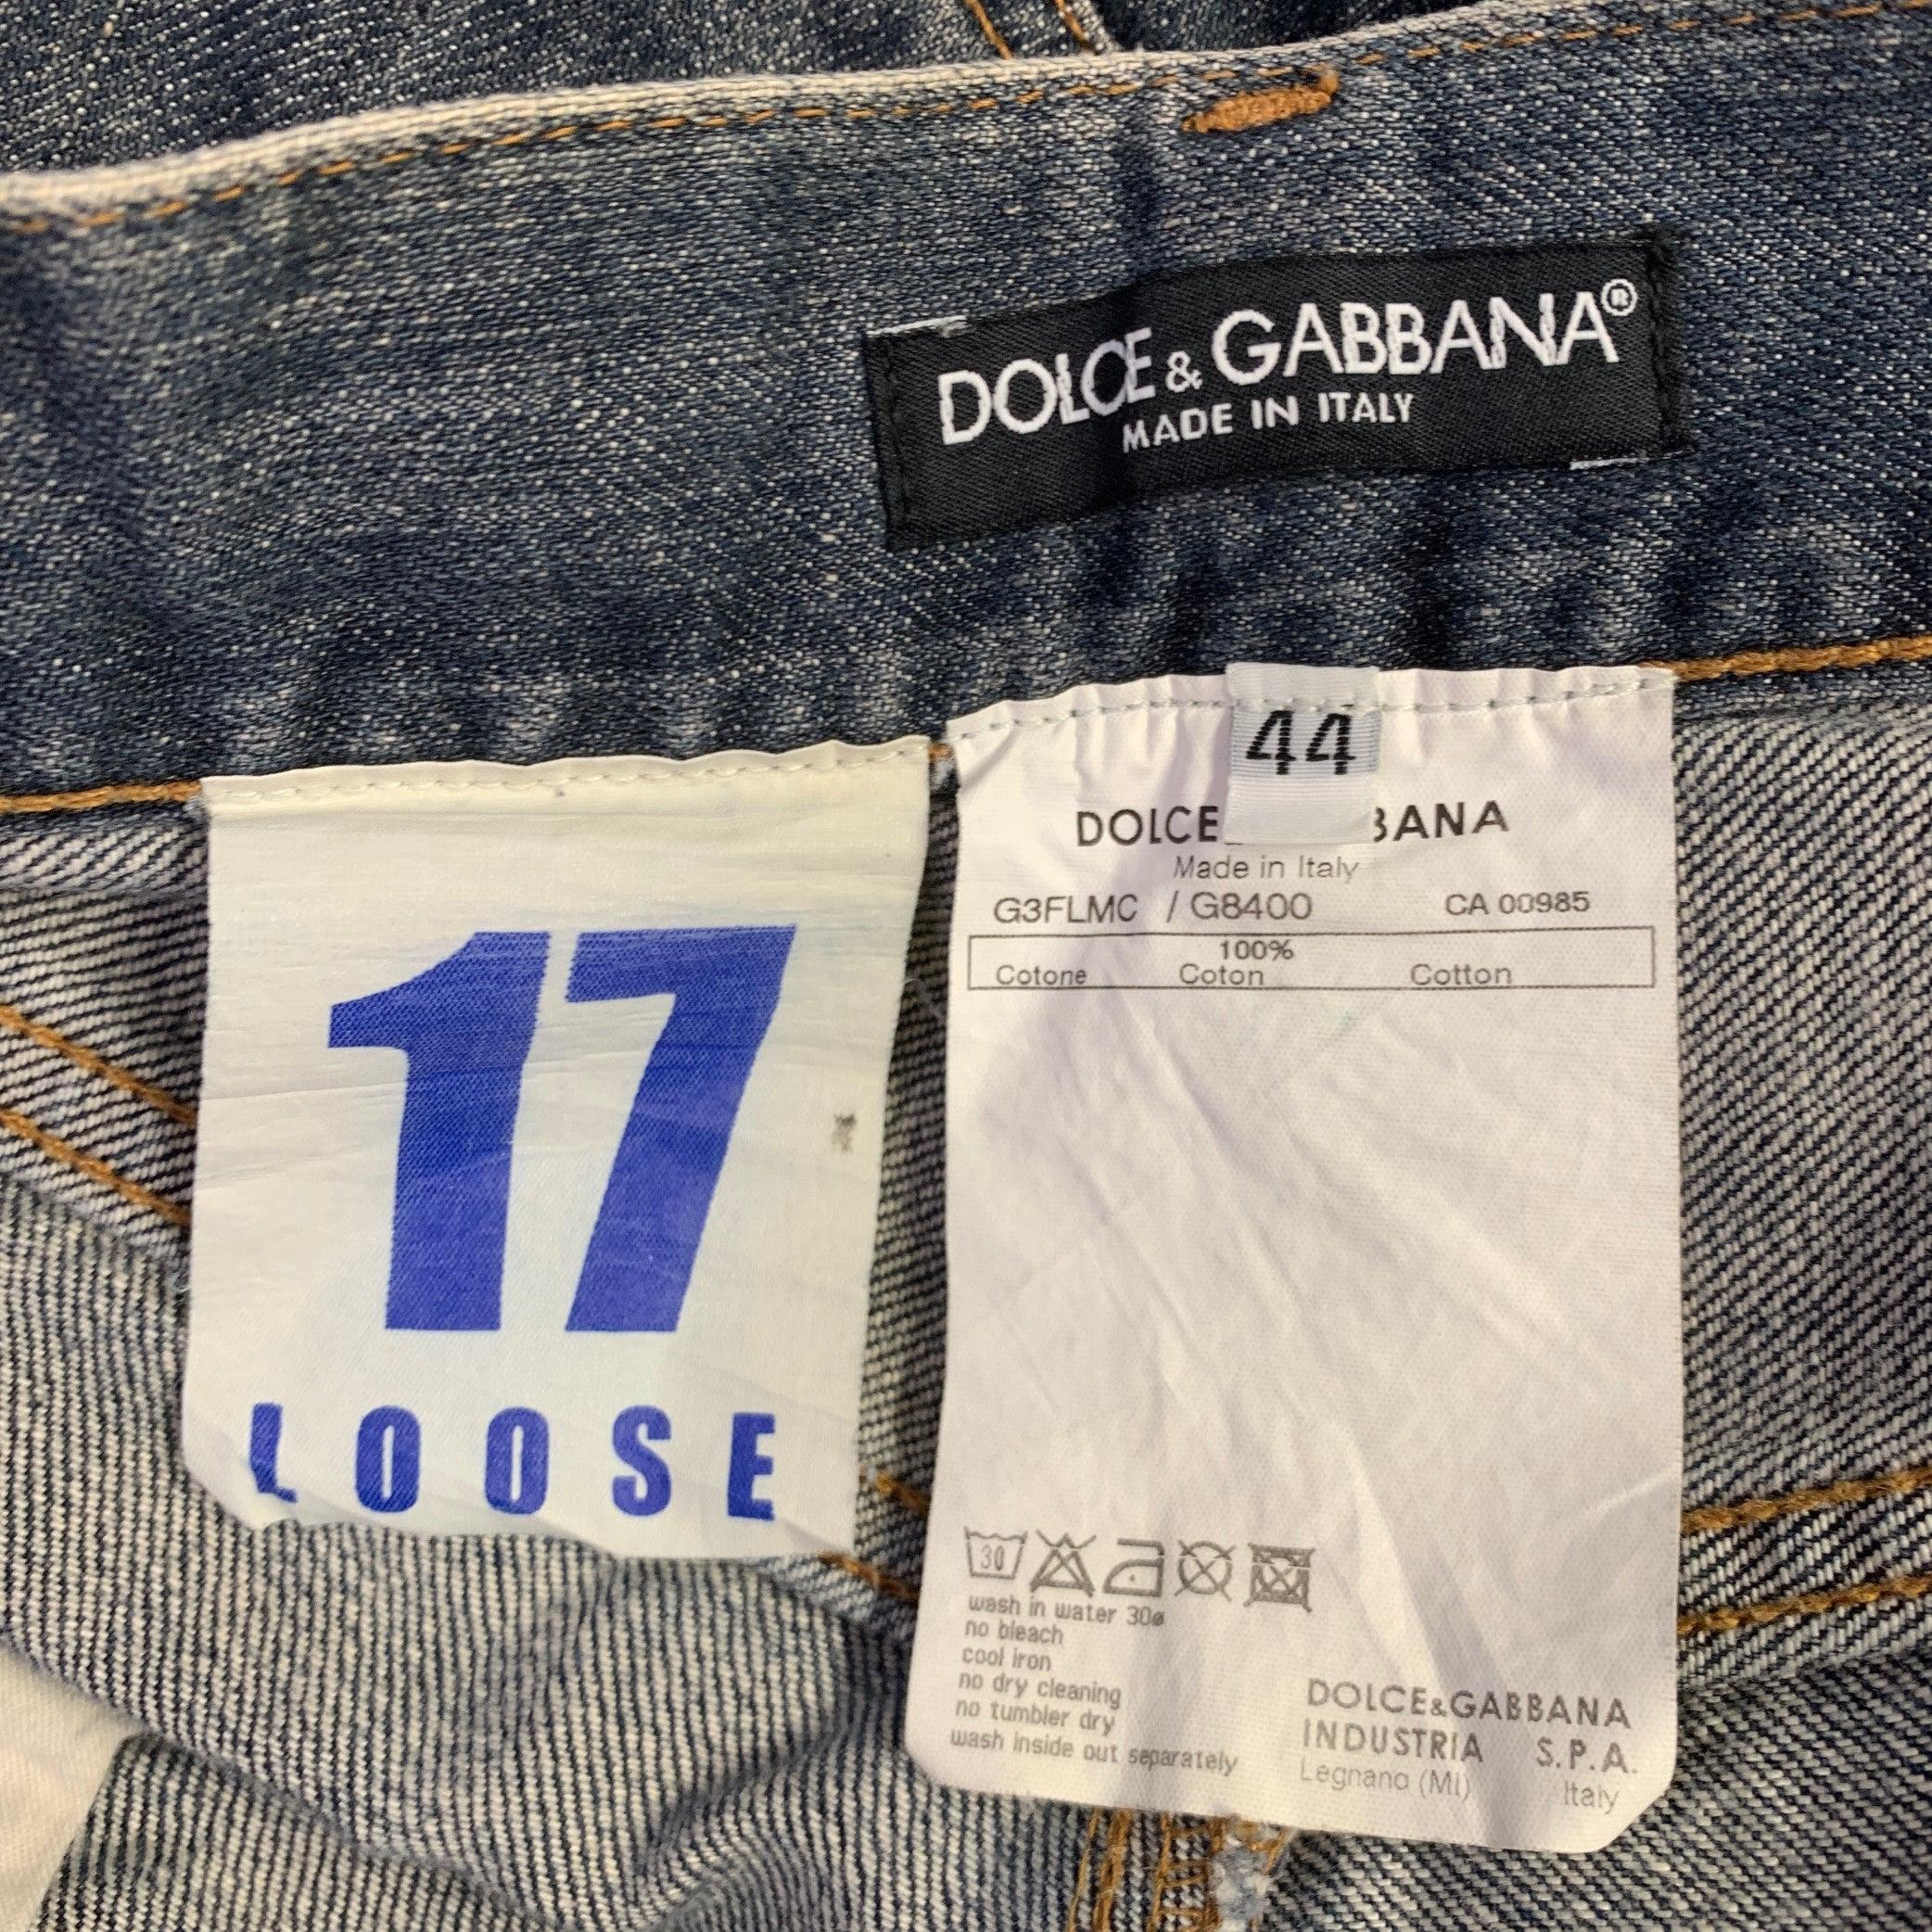 DOLCE & GABBANA®
MADE IN ITALY
17
LOOSE
44
DOLCE BANA
Made in Italy
G3FLMC / G8400 CA 00985
100%
Cotone Coton Cotton
30
wash in water 30ø
no bleach
cool iron
no dry cleaning
no tumbler dry
wash inside out separately
DOLCE&GABBANA
INDUSTRIA S.P.A.
Legnano (MI) Italy